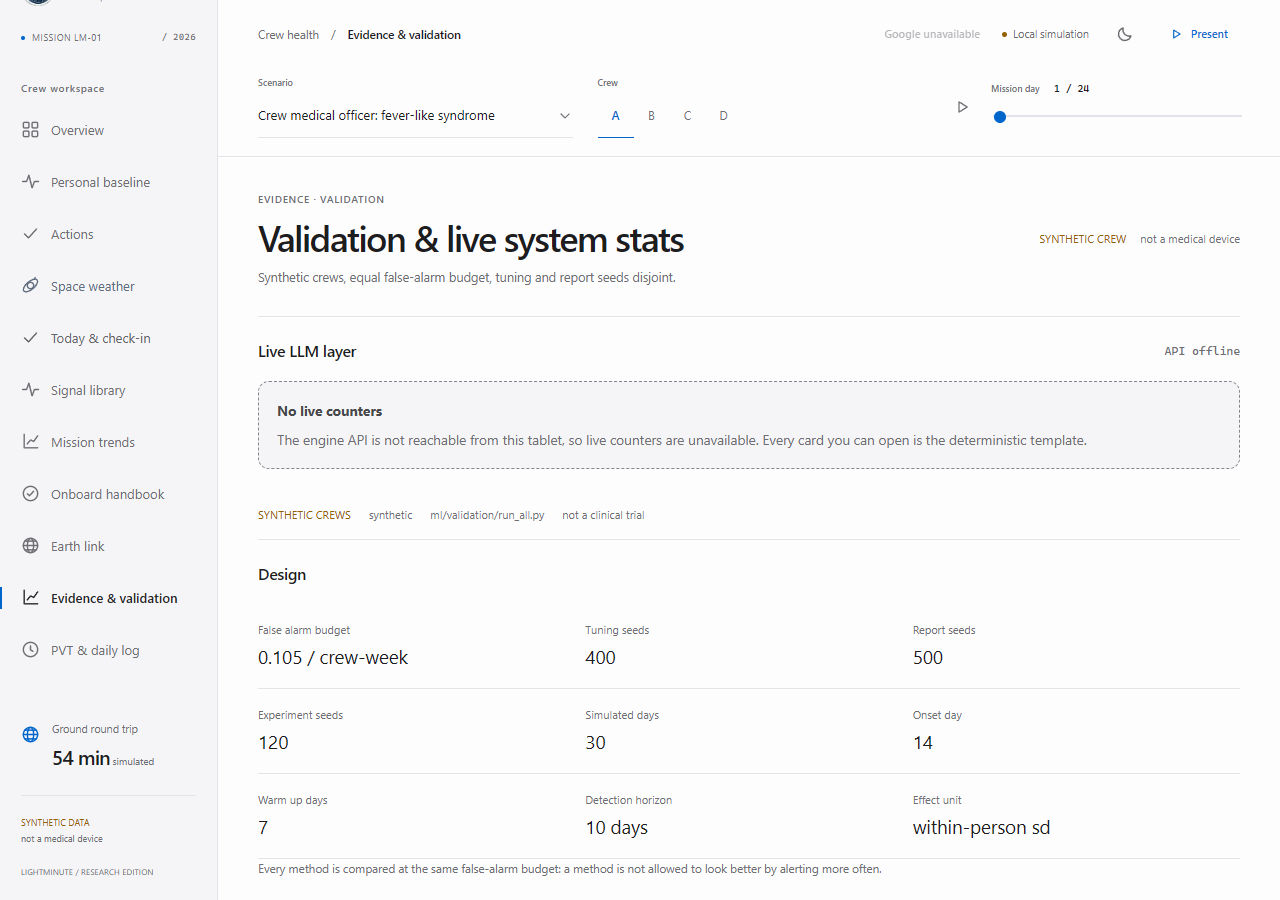 MISSION LM-01 / 2026
Crew workspace
Overview
Personal baseline
Actions
Space weather
Today & check-in
Signal library
Mission trends
Onboard handbook
Earth link
Evidence & validation
PVT & daily log
Ground round trip
54 min simulated
SYNTHETIC DATA
not a medical device
LIGHTMINUTE / RESEARCH EDITION
Crew health / Evidence & validation
Google unavailable
Local simulation
Present
Scenario
Crew medical officer: fever-like syndrome
Crew
A B C D
Mission day 1 / 24
EVIDENCE · VALIDATION
Validation & live system stats
SYNTHETIC CREW not a medical device
Synthetic crews, equal false-alarm budget, tuning and report seeds disjoint.
Live LLM layer
API offline
No live counters
The engine API is not reachable from this tablet, so live counters are unavailable. Every card you can open is the deterministic template.
SYNTHETIC CREWS synthetic ml/validation/run_all.py not a clinical trial
Design
False alarm budget
0.105 / crew-week
Tuning seeds
400
Report seeds
500
Experiment seeds
120
Simulated days
30
Onset day
14
Warm up days
7
Detection horizon
10 days
Effect unit
within-person sd
Every method is compared at the same false-alarm budget: a method is not allowed to look better by alerting more often.